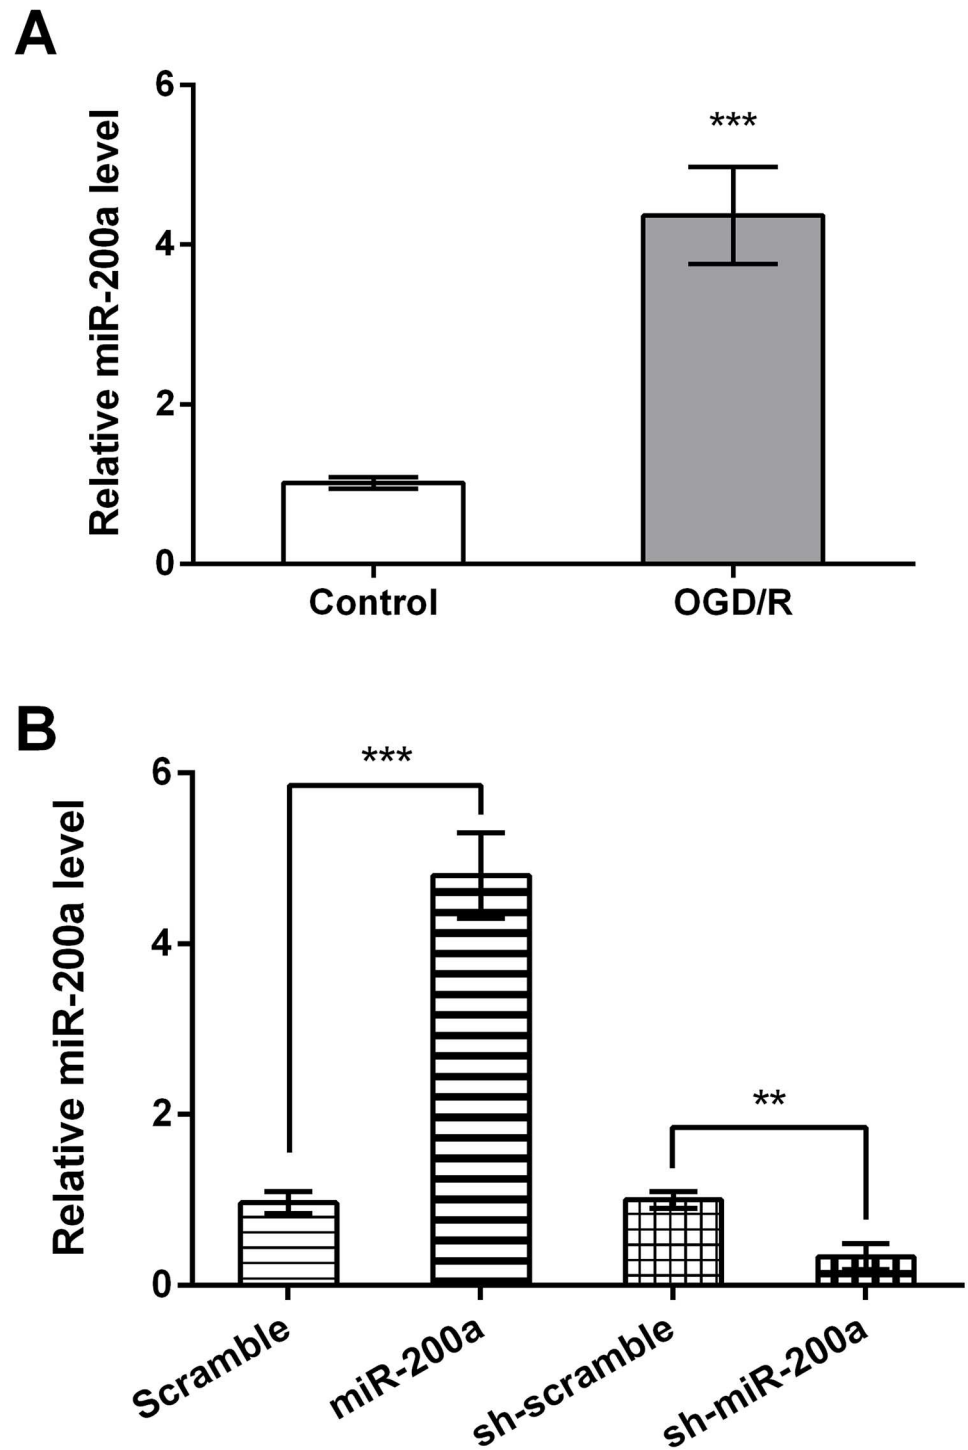 A
Relative miR-200a level
6
4
2
0
***
Control
OGD/R
B
Relative miR-200a level
6
4
2
0
***
**
Scramble
miR-200a
sh-scramble
sh-miR-200a